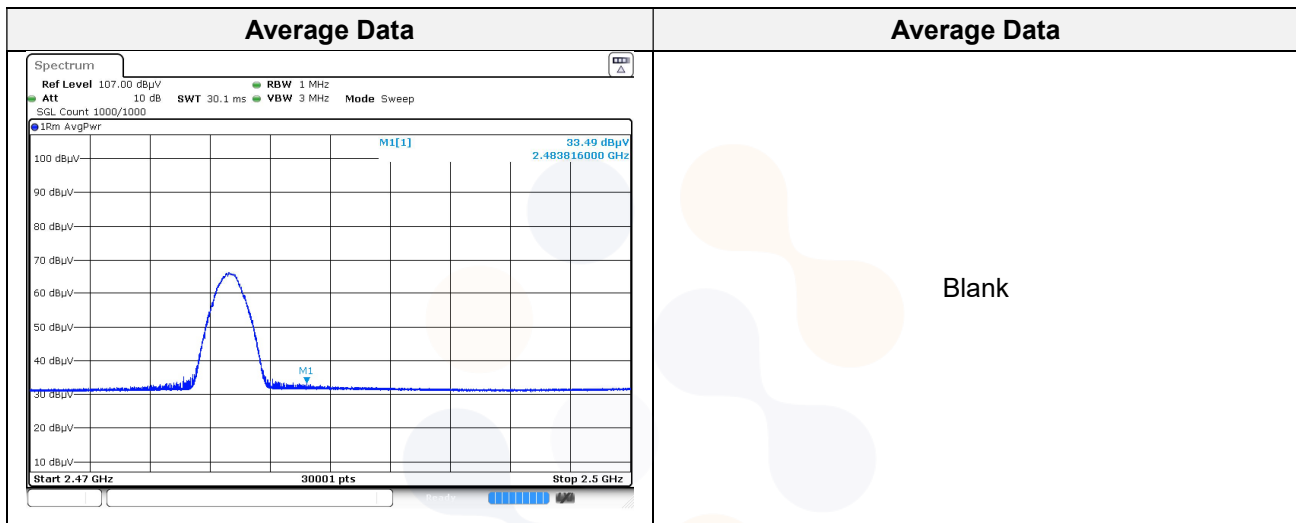 Average Data
Average Data
Spectrum
Ref Level 107.00 dBµV RBW 1 MHz
Att 10 dB SWT 30.1 ms VBW 3 MHz Mode Sweep
SGL Count 1000/1000
1Rm AvgPwr
M1[1] 33.49 dBµV
2.483816000 GHz
100 dBµV
90 dBµV
80 dBµV
70 dBµV
60 dBµV
50 dBµV
40 dBµV
M1
30 dBµV
20 dBµV
10 dBµV
Start 2.47 GHz 30001 pts Stop 2.5 GHz
Ready
Blank